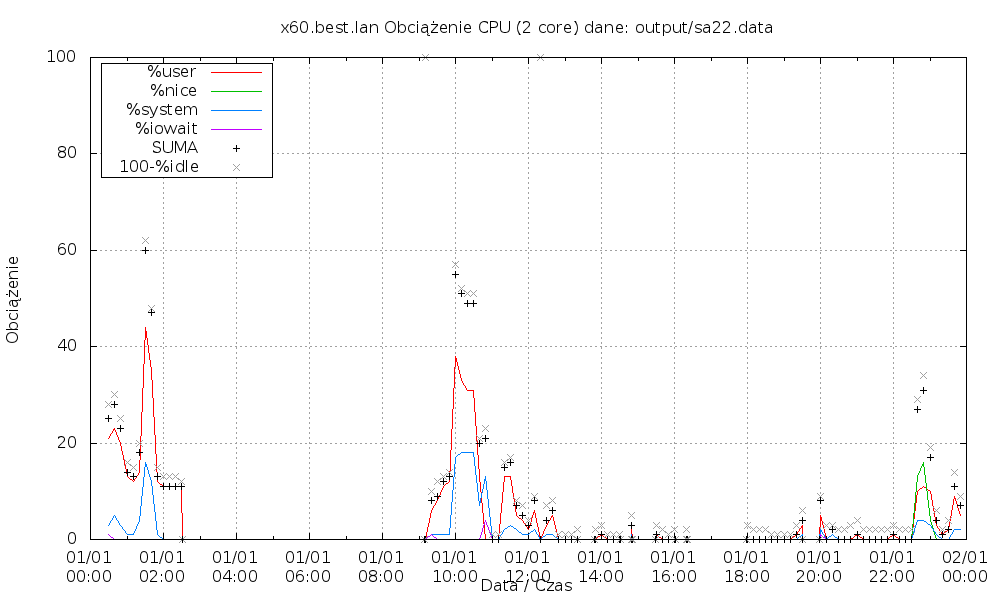 x60.best.lan Obciążenie CPU (2 core) dane: output/sa22.data
100
80
60
40
20
0
Obciążenie
%user
%nice
%system
%iowait
SUMA
100-%idle
01/01 01/01 01/01 01/01 01/01 01/01 01/01 01/01 01/01 01/01 01/01 01/01 02/01
00:00 02:00 04:00 06:00 08:00 10:00 12:00 14:00 16:00 18:00 20:00 22:00 00:00
Data / Czas